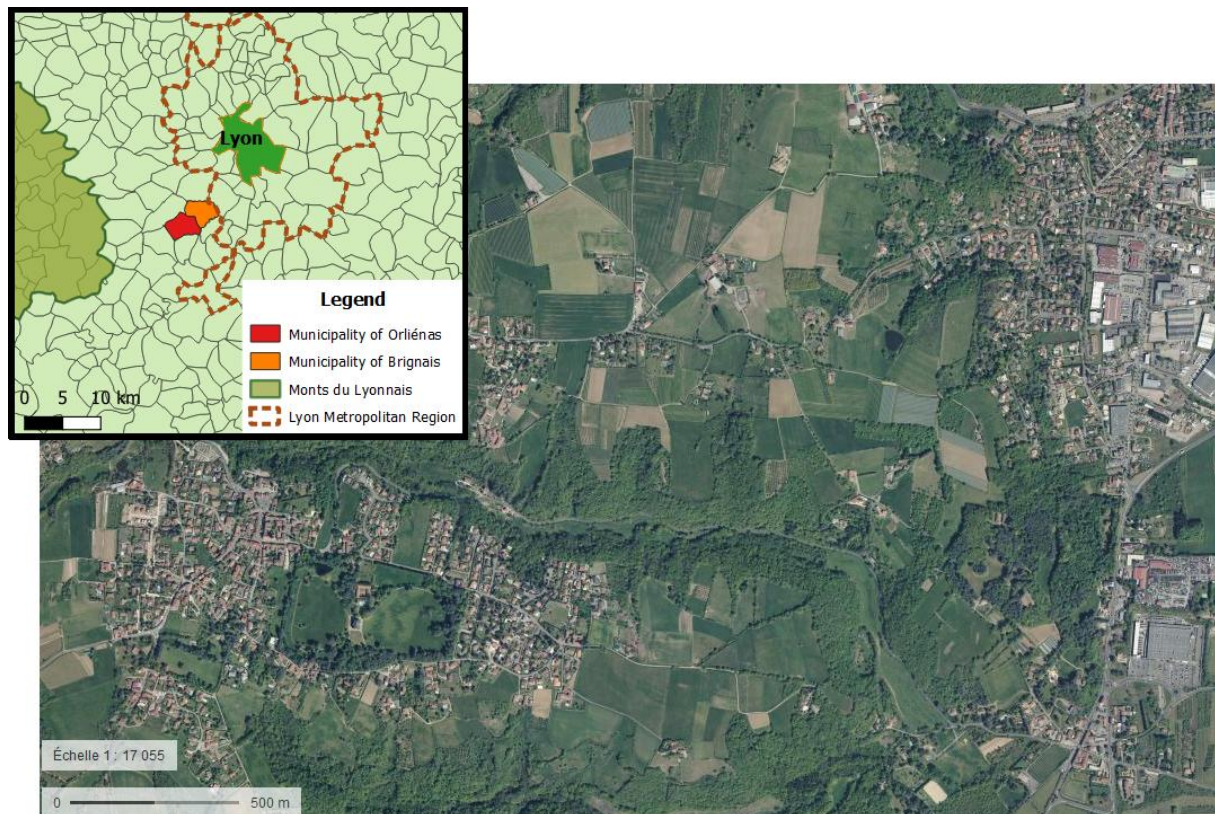 Lyon
Legend
Municipality of Orliénas
Municipality of Brignais
Monts du Lyonnais
Lyon Metropolitan Region
0 5 10 km
Échelle 1 : 17 055
0 500 m